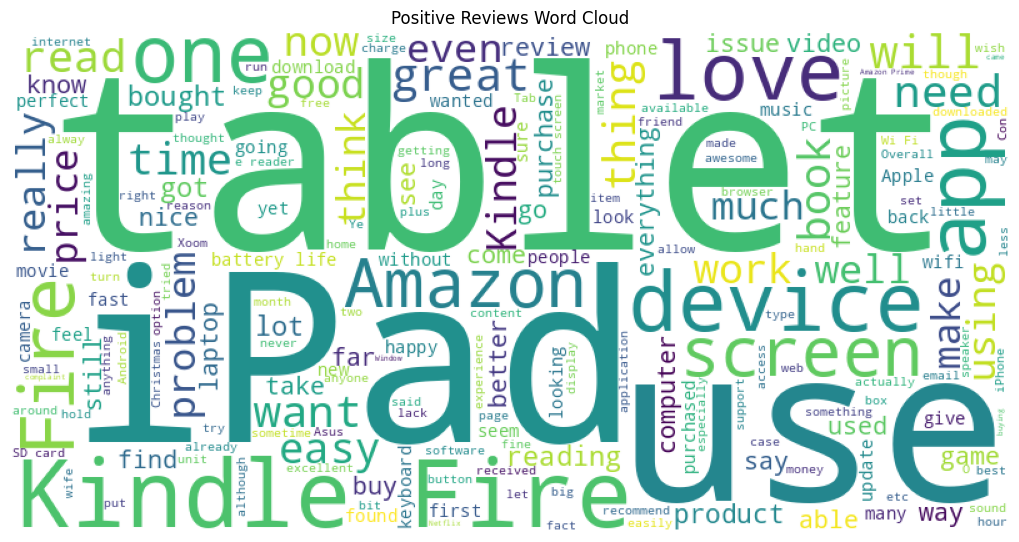 Positive Reviews Word Cloud
internet
size
charge
now
even
review
phone
issue
video
will
wish
came
read
one
download
run
keep
good
free
great
wanted
purchase
Tab
market
thing
available
love
music
picture
Amazon Prime
though
need
know
perfect
bought
play
tablet
PC
downloaded
con
really
price
alway
amazing
time
thought
going
e reader
think
see
getting
long
day
Kindle
sure
touch screen
friend
made
awesome
everything
book
feature
Wi Fi
Overall
may
app
got
right
reason
nice
yet
plus
go
item
look
much
browser
Apple
set
back
little
less
Xoom
home
Ye
hand
allow
movie
light
battery life
without
come
people
work
well
wifi
turn
tried
Fire
fast
option
iPad
Amazon
device
make
using
camera
feel
problem
month
two
content
type
small
still
anything
Android
Christmas
laptop
lot
never
far
happy
Window
better
looking
display
application
screen
speaker
complaint
new
anyone
experience
computer
access
web
email
iPhone
around
hold
take
said
lack
page
actually
try
want
seem
purchased
especially
support
something
box
used
give
buying
SD card
already
sometime
Asus
fine
use
case
find
unit
easy
software
reading
say
money
update
game
wife
although
excellent
keyboard
button
received
recommend
O
best
Kindle Fire
put
buy
bit
found
first
let
big
fact
easily
product
able
etc
many
way
sound
hour
Netflix